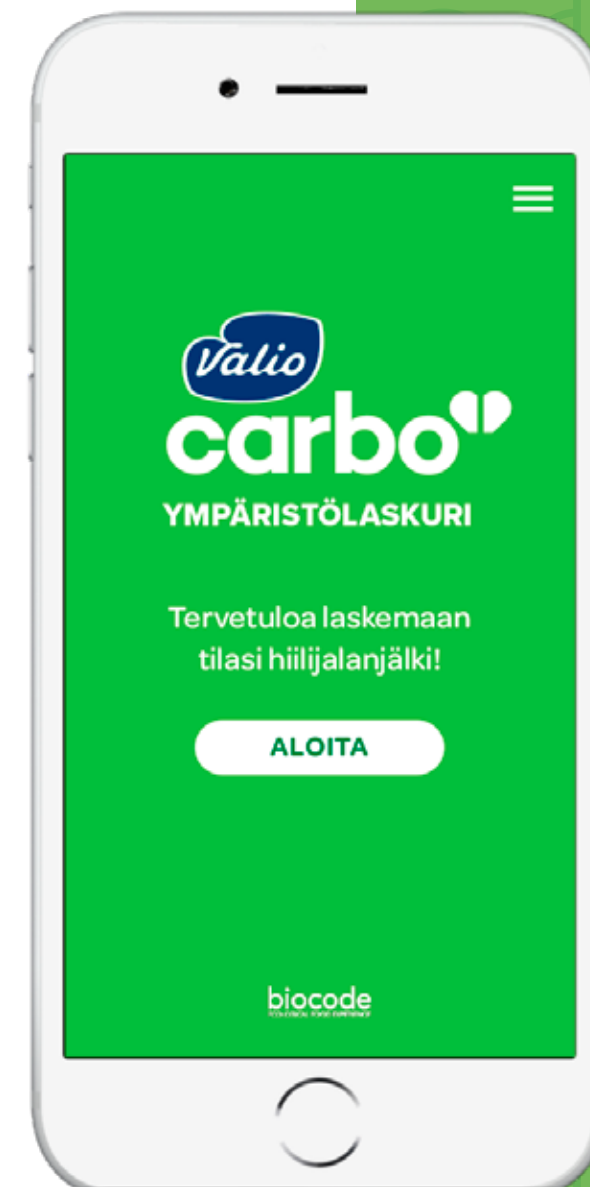 Valio
carbo
YMPÄRISTÖLASKURI
Tervetuloa laskemaan
tilasi hiilijalanjälki!
ALOITA
biocode